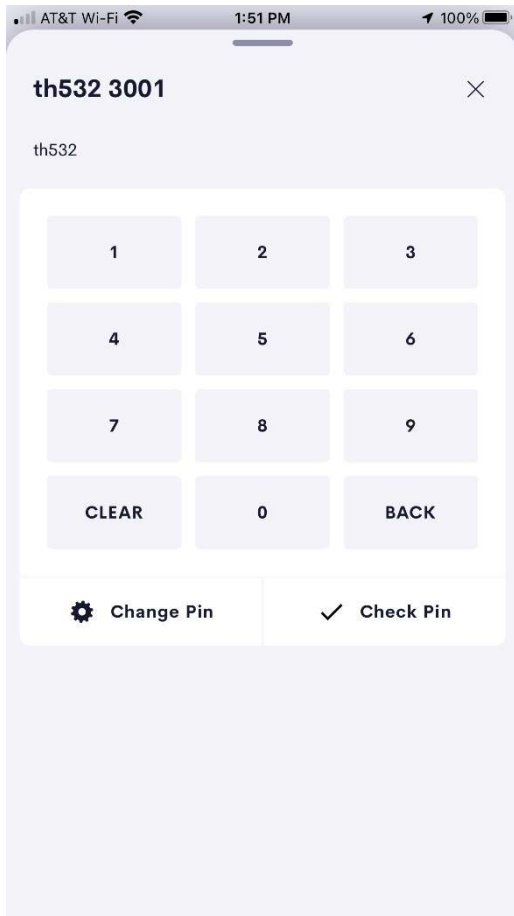 AT&T Wi-Fi 1:51 PM 100%
th532 3001
th532
1 2 3
4 5 6
7 8 9
CLEAR 0 BACK
Change Pin Check Pin